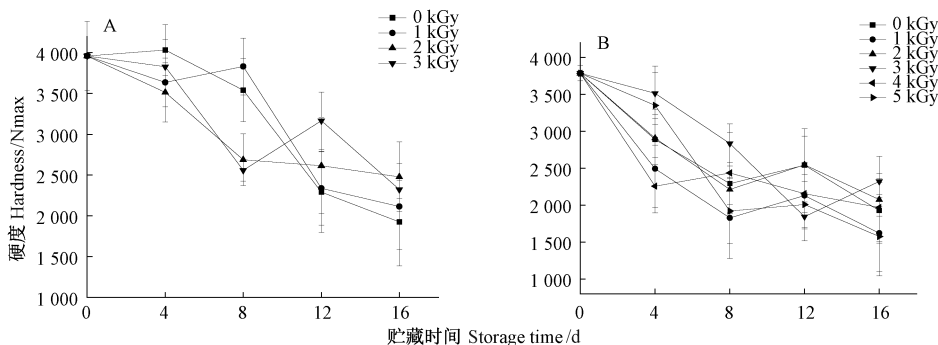 A
0 kGy
1 kGy
2 kGy
3 kGy
B
0 kGy
1 kGy
2 kGy
3 kGy
4 kGy
5 kGy
硬度 Hardness/Nmax
4 000
3 500
3 000
2 500
2 000
1 500
1 000
0 4 8 12 16
4 000
3 500
3 000
2 500
2 000
1 500
1 000
0 4 8 12 16
贮藏时间 Storage time/d